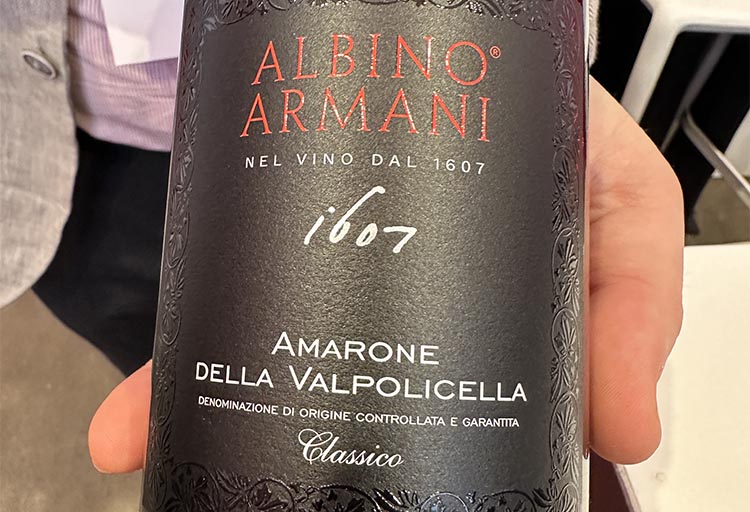 ALBINO®
ARMANI
NEL VINO DAL 1607
1607
AMARONE
DELLA VALPOLICELLA
DENOMINAZIONE DI ORIGINE CONTROLLATA E GARANTITA
Classico